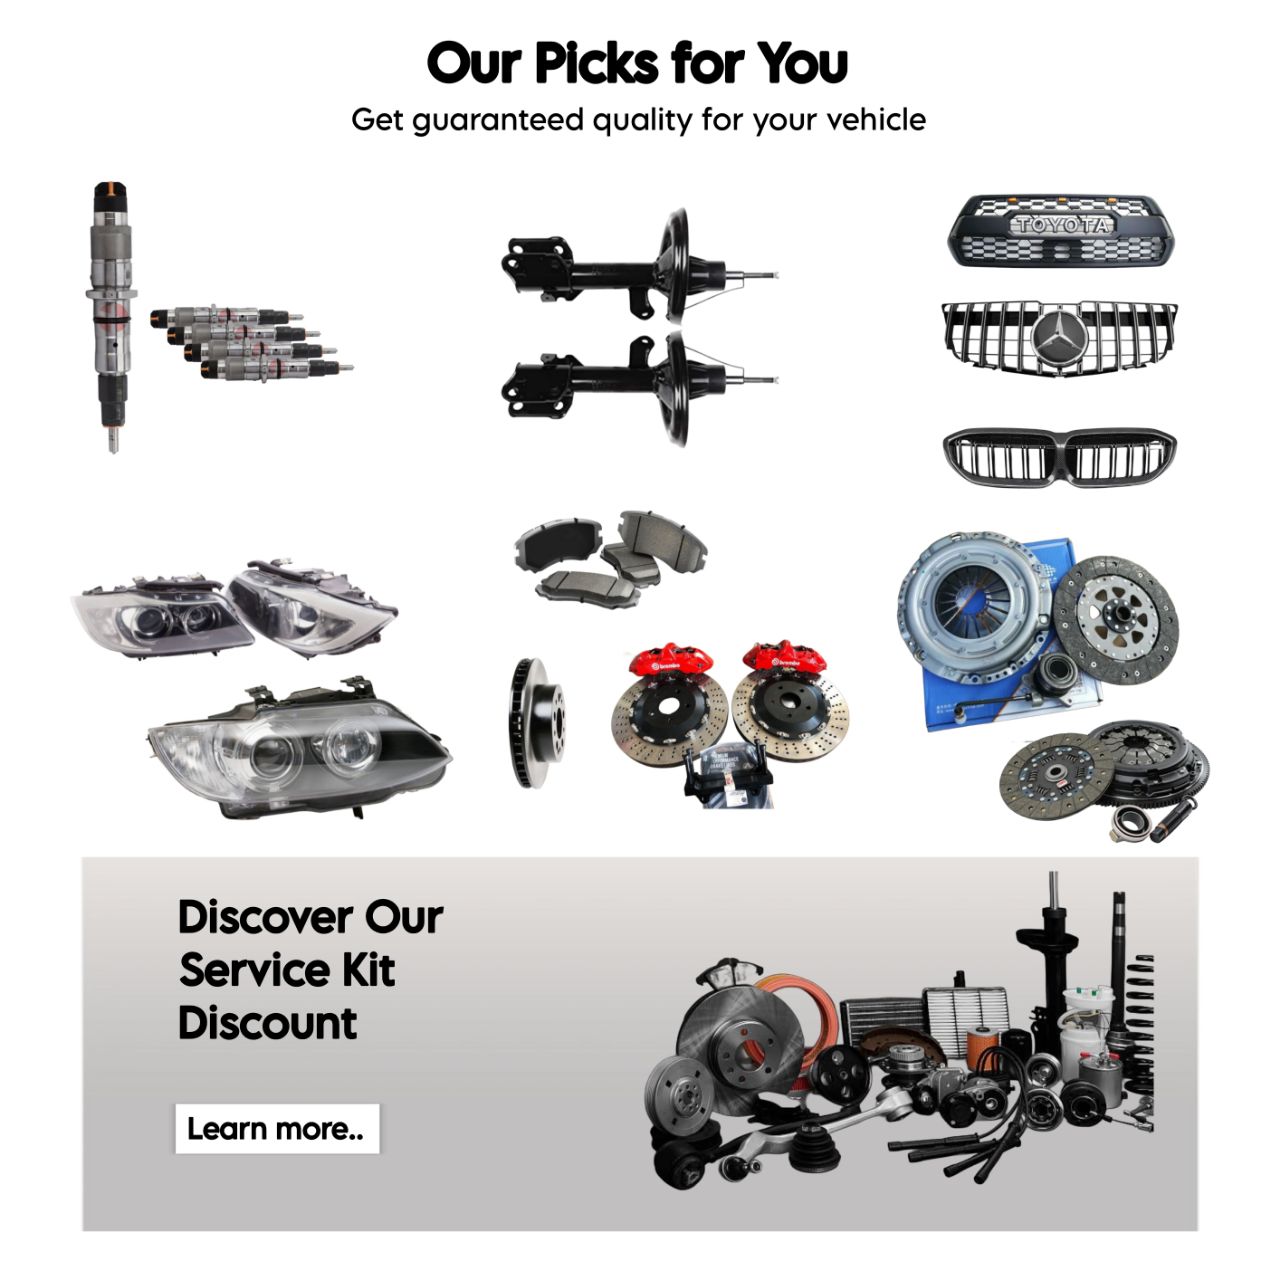 Our Picks for You
Get guaranteed quality for your vehicle
TOYOTA
brembo
brembo
Discover Our
Service Kit
Discount
Learn more..